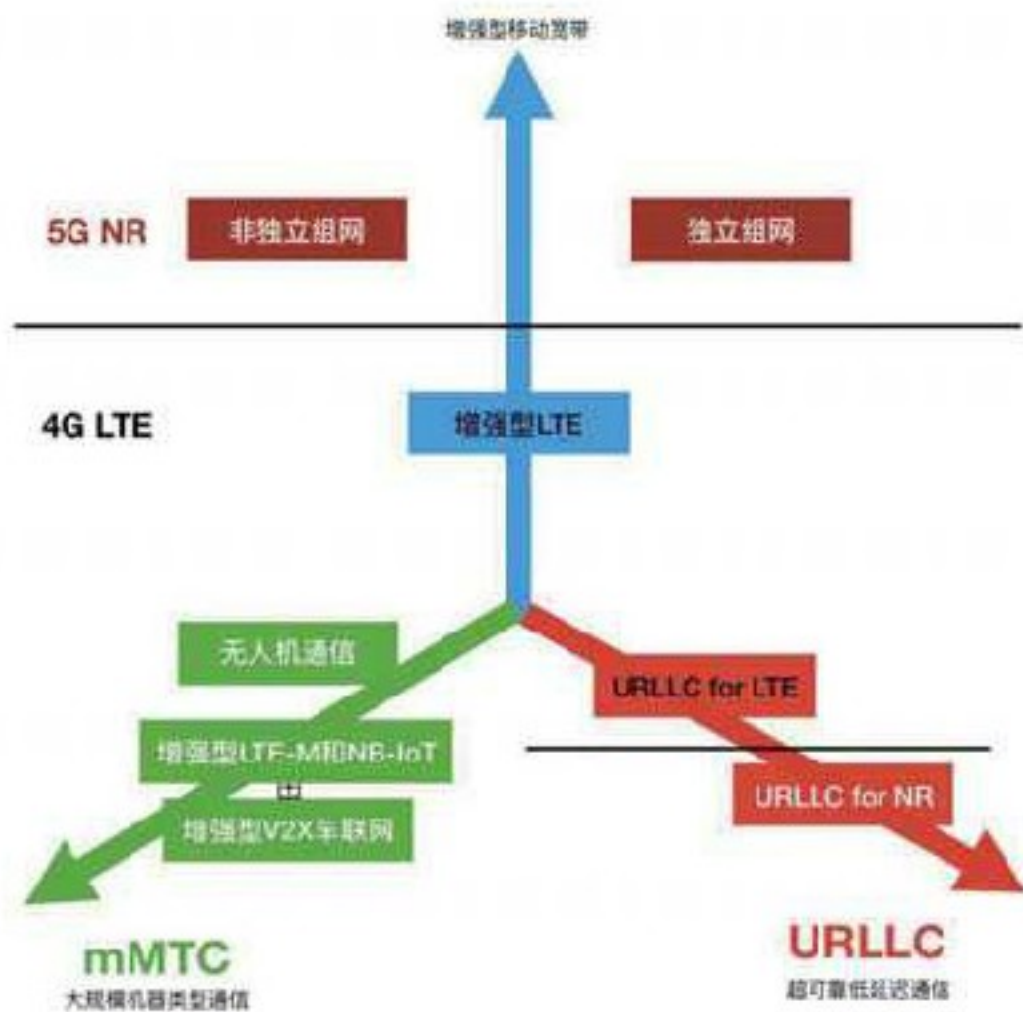 增强型移动宽带
5G NR
非独立组网
独立组网
4G LTE
增强型LTE
无人机通信
URLLC for LTE
增强型LTE-M和NB-IoT
URLLC for NR
增强型V2X车联网
mMTC
大规模机器类型通信
URLLC
超可靠低延迟通信